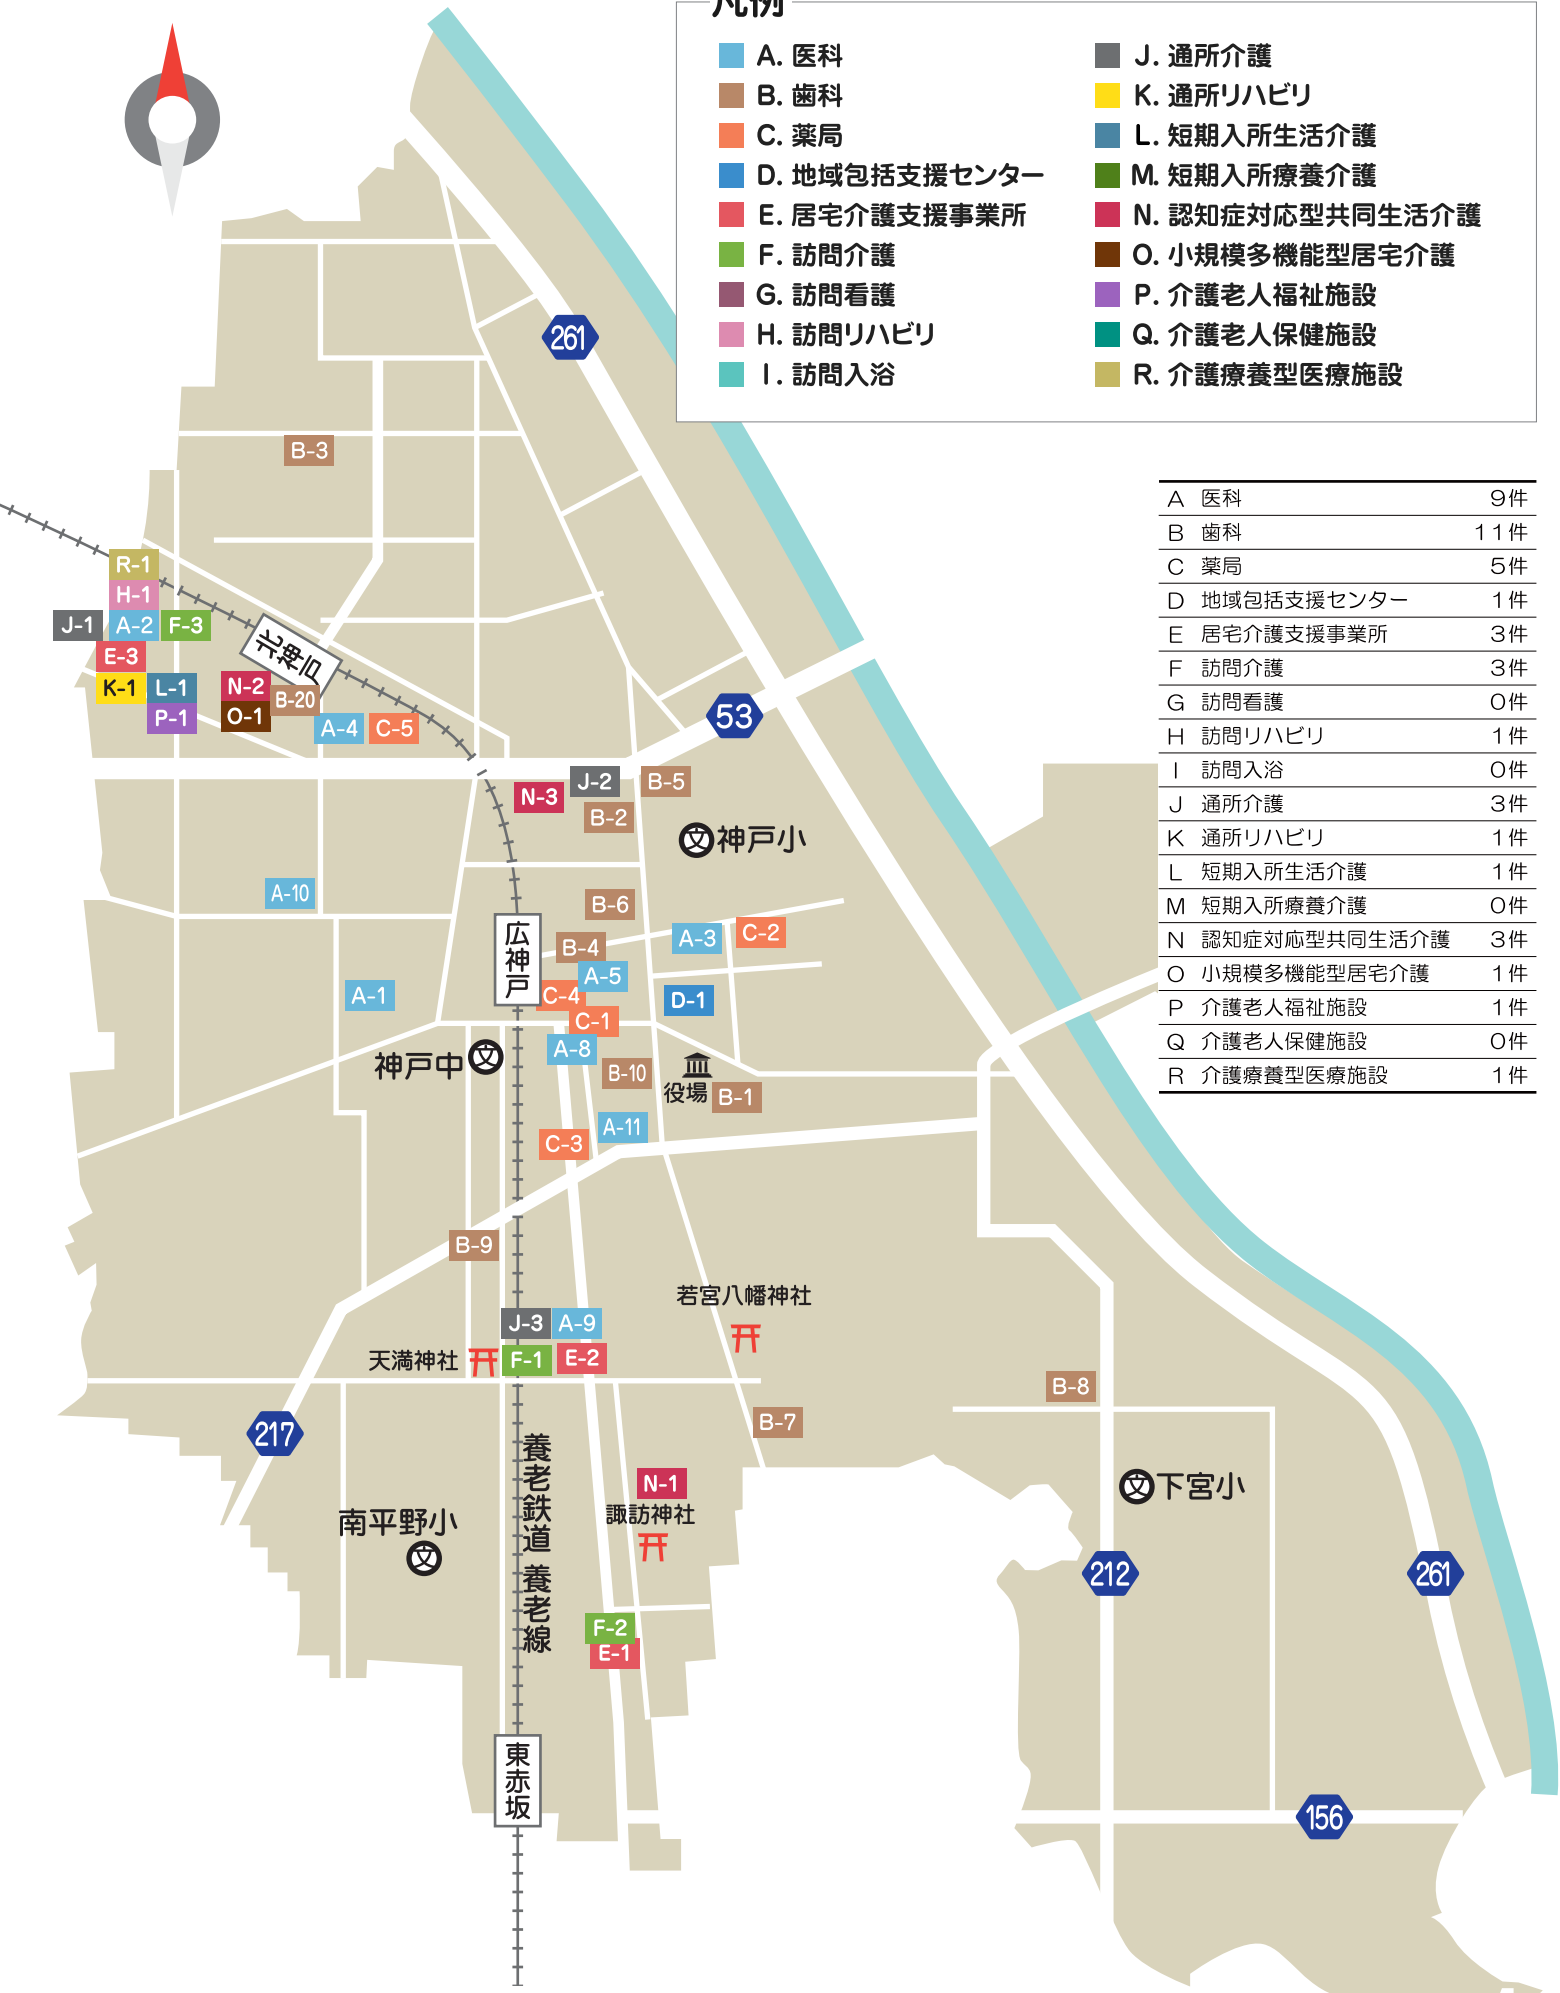 凡例
A. 医科
B. 歯科
C. 薬局
D. 地域包括支援センター
E. 居宅介護支援事業所
F. 訪問介護
G. 訪問看護
H. 訪問リハビリ
I. 訪問入浴
J. 通所介護
K. 通所リハビリ
L. 短期入所生活介護
M. 短期入所療養介護
N. 認知症対応型共同生活介護
O. 小規模多機能型居宅介護
P. 介護老人福祉施設
Q. 介護老人保健施設
R. 介護療養型医療施設
A 医科 9件
B 歯科 11件
C 薬局 5件
D 地域包括支援センター 1件
E 居宅介護支援事業所 3件
F 訪問介護 3件
G 訪問看護 0件
H 訪問リハビリ 1件
I 訪問入浴 0件
J 通所介護 3件
K 通所リハビリ 1件
L 短期入所生活介護 1件
M 短期入所療養介護 0件
N 認知症対応型共同生活介護 3件
O 小規模多機能型居宅介護 1件
P 介護老人福祉施設 1件
Q 介護老人保健施設 0件
R 介護療養型医療施設 1件
261
B-3
R-1
H-1
J-1
A-2
F-3
E-3
K-1
L-1
P-1
N-2
O-1
B-20
北神戸
A-4
C-5
53
N-3
J-2
B-5
B-2
神戸小
文
A-10
B-6
広神戸
B-4
A-3
C-2
A-5
A-1
C-4
D-1
C-1
神戸中
文
A-8
B-10
役場
B-1
A-11
C-3
B-9
若宮八幡神社
J-3
A-9
天満神社
F-1
E-2
B-8
B-7
217
養老鉄道 養老線
N-1
諏訪神社
文
下宮小
南平野小
文
212
261
F-2
E-1
東赤坂
156